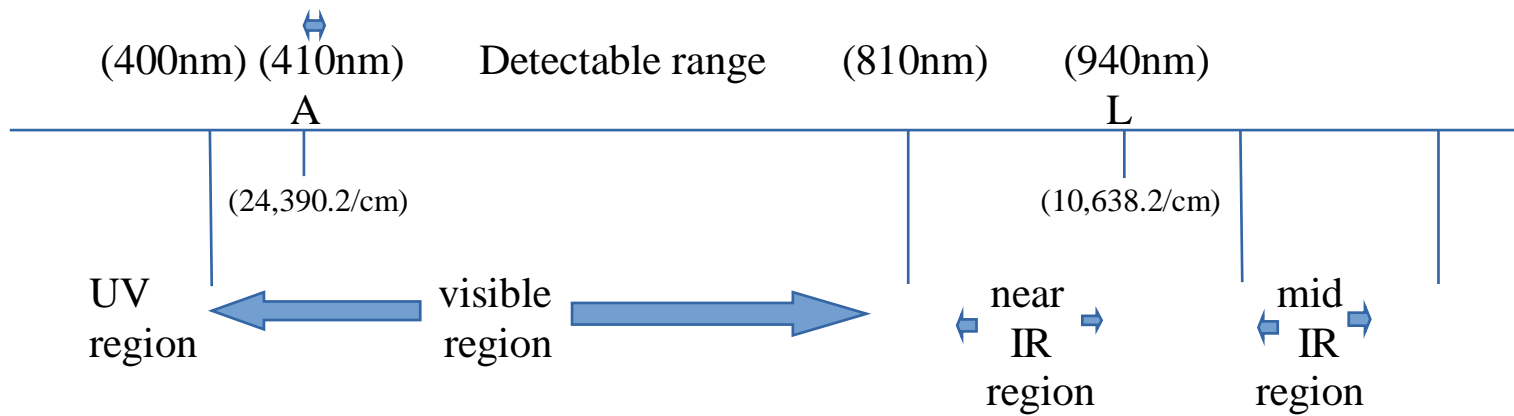 (400nm) (410nm) Detectable range (810nm) (940nm)
A L
(24,390.2/cm) (10,638.2/cm)
UV visible near mid
region region IR IR
region region